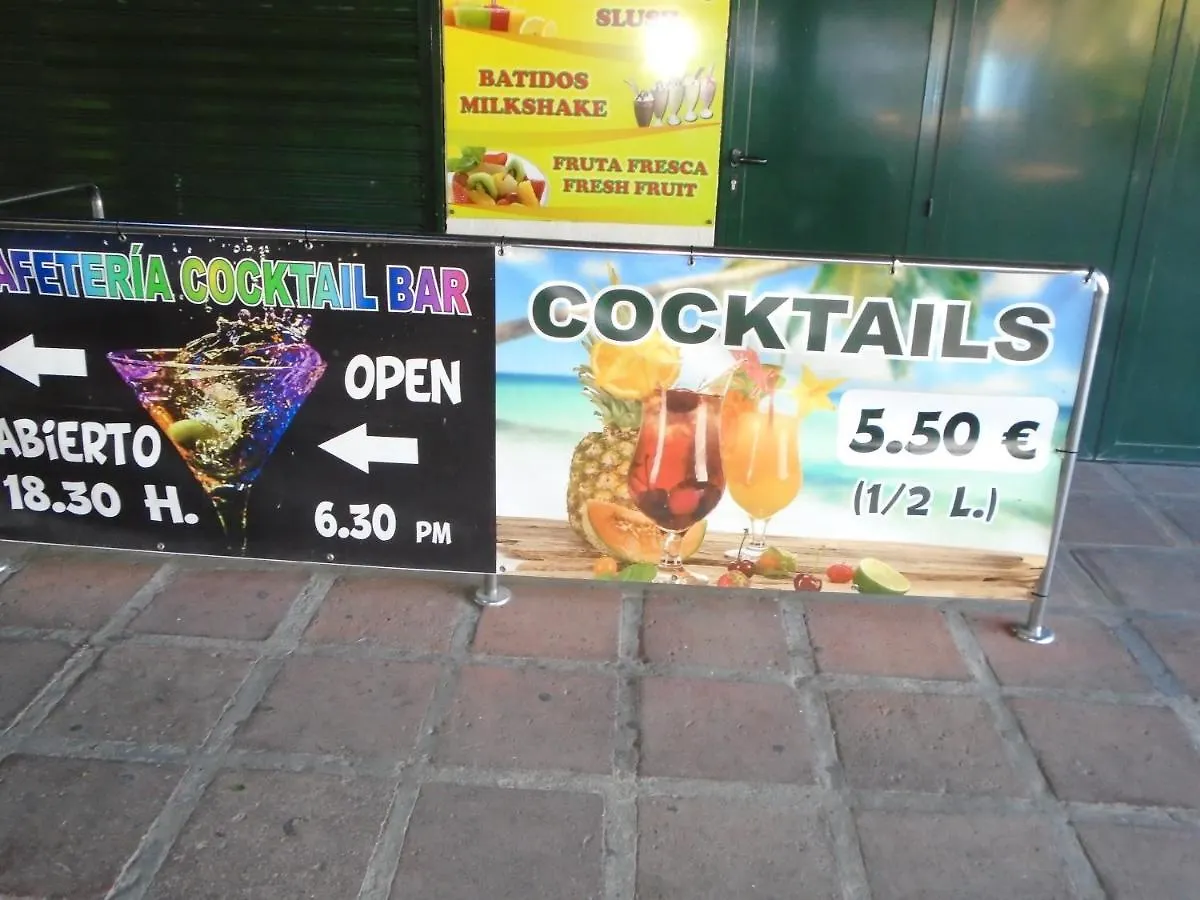 SLUSH
BATIDOS
MILKSHAKE
FRUTA FRESCA
FRESH FRUIT
AFETERÍA COCKTAIL BAR
OPEN
ABIERTO
18.30 H.
6.30 PM
COCKTAILS
5.50 €
(1/2 L.)